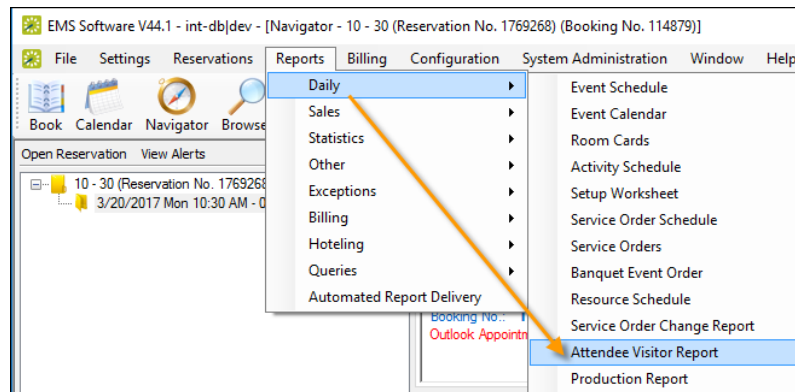 EMS Software V44.1 - int-db|dev - [Navigator - 10 - 30 (Reservation No. 1769268) (Booking No. 114879)]
File Settings Reservations Reports Billing Configuration System Administration Window Help
Book Calendar Navigator Browse
Open Reservation View Alerts
10 - 30 (Reservation No. 1769268
3/20/2017 Mon 10:30 AM - 0
Daily
Sales
Statistics
Other
Exceptions
Billing
Hoteling
Queries
Automated Report Delivery
Booking No.:
Outlook Appointm
Event Schedule
Event Calendar
Room Cards
Activity Schedule
Setup Worksheet
Service Order Schedule
Service Orders
Banquet Event Order
Resource Schedule
Service Order Change Report
Attendee Visitor Report
Production Report